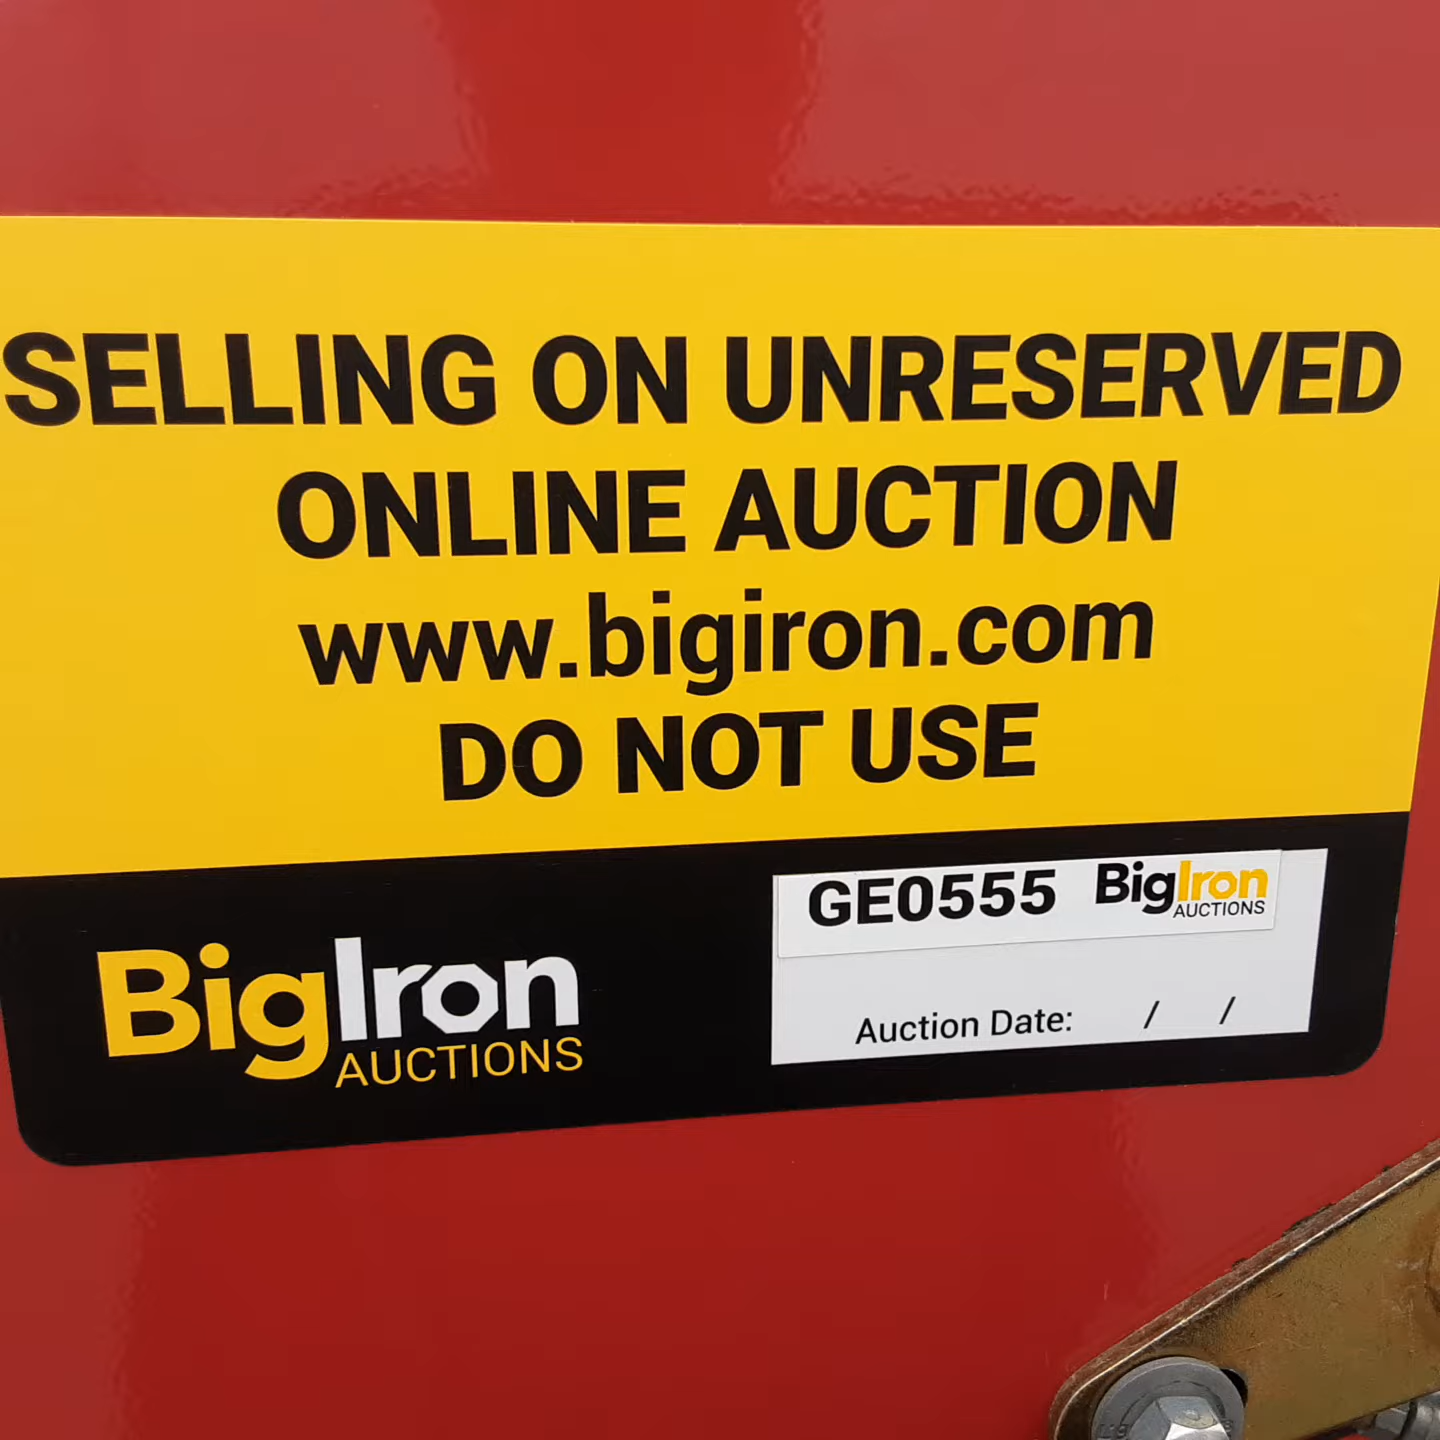 SELLING ON UNRESERVED
ONLINE AUCTION
www.bigiron.com
DO NOT USE
GE0555 BigIron
AUCTIONS
BigIron
AUCTIONS
Auction Date: / /